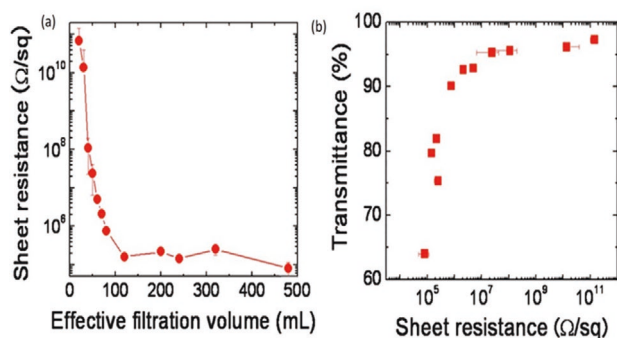 (a)
Sheet resistance (Ω/sq)
10¹⁰
10⁸
10⁶
0 100 200 300 400 500
Effective filtration volume (mL)
(b)
Transmittance (%)
100
90
80
70
60
10⁵ 10⁷ 10⁹ 10¹¹
Sheet resistance (Ω/sq)